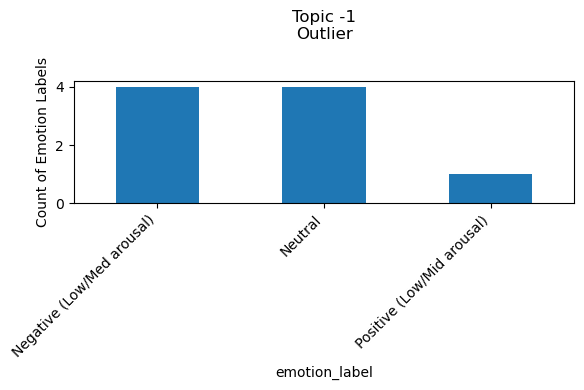 Topic -1
Outlier
Count of Emotion Labels
4
2
0
Negative (Low/Med arousal)
Neutral
Positive (Low/Mid arousal)
emotion_label